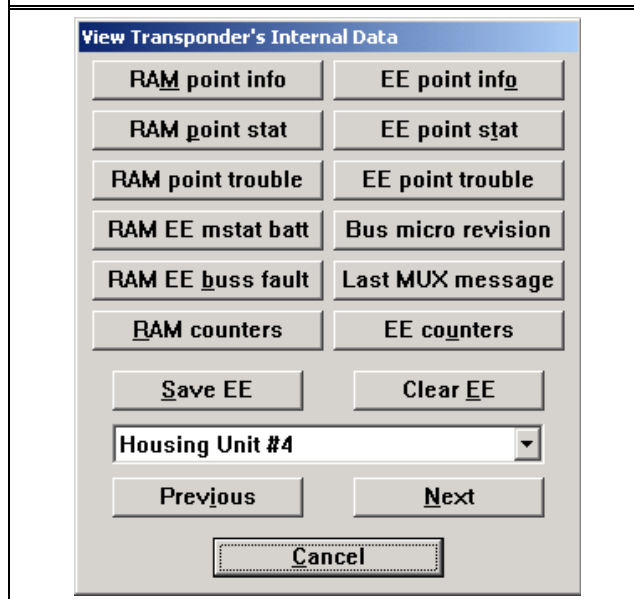 View Transponder's Internal Data
RAM point info EE point info
RAM point stat EE point stat
RAM point trouble EE point trouble
RAM EE mstat batt Bus micro revision
RAM EE buss fault Last MUX message
RAM counters EE counters
Save EE Clear EE
Housing Unit #4
Previous Next
Cancel